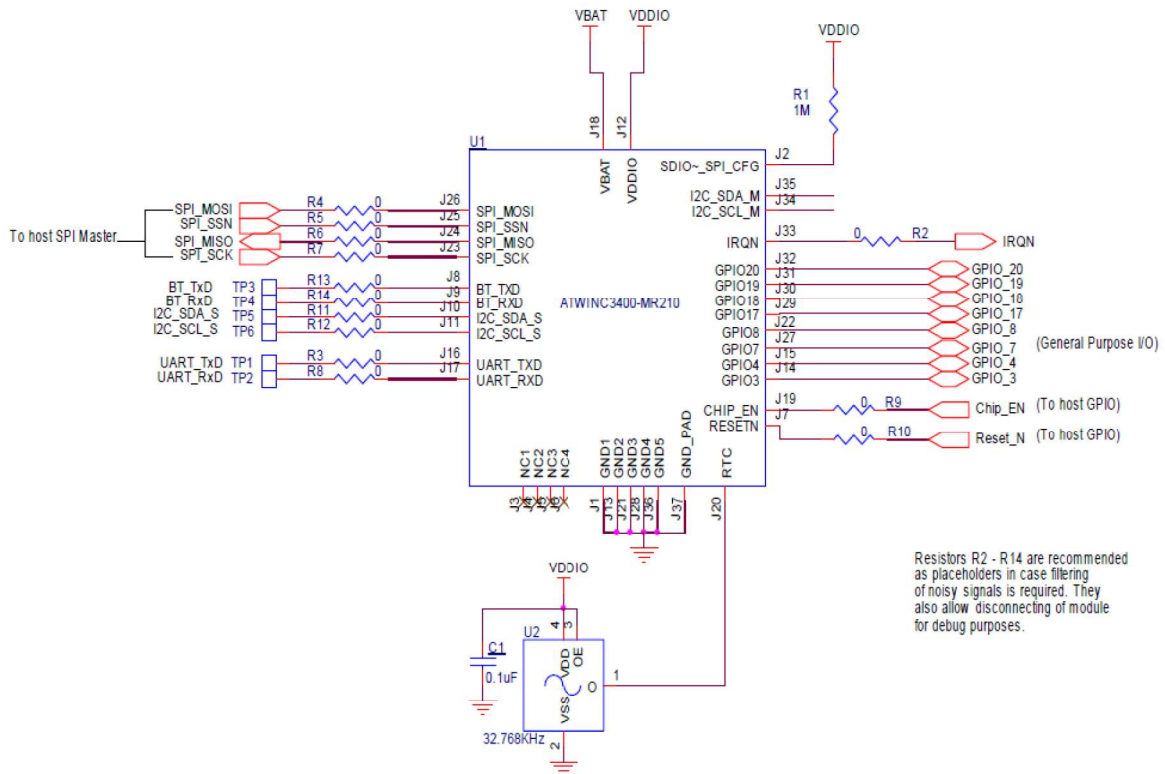 VBAT VDDIO
VDDIO
R1
1M
J18
J12
U1
VBAT
VDDIO
SDIO~_SPI_CFG J2
I2C_SDA_M J35
I2C_SCL_M J34
IRQN J33 0 R2 IRQN
To host SPI Master
SPI_MOSI R4 0 J26 SPI_MOSI
SPI_SSN R5 0 J25 SPI_SSN
SPI_MISO R6 0 J24 SPI_MISO
SPI_SCK R7 0 J23 SPI_SCK
BT_TxD TP3 R13 0 J8 BT_TXD
BT_RxD TP4 R14 0 J9 BT_RXD
I2C_SDA_S TP5 R11 0 J10 I2C_SDA_S
I2C_SCL_S TP6 R12 0 J11 I2C_SCL_S
UART_TxD TP1 R3 0 J16 UART_TXD
UART_RxD TP2 R8 0 J17 UART_RXD
ATWINC3400-MR210
GPIO20 J32 GPIO_20
GPIO19 J31 GPIO_19
GPIO18 J30 GPIO_18
GPIO17 J29 GPIO_17
GPIO8 J22 GPIO_8
GPIO7 J27 GPIO_7
GPIO4 J15 GPIO_4
GPIO3 J14 GPIO_3
(General Purpose I/O)
CHIP_EN J19 0 R9 Chip_EN (To host GPIO)
RESETN J7 0 R10 Reset_N (To host GPIO)
NC1
NC2
NC3
NC4
GND1
GND2
GND3
GND4
GND5
GND_PAD
RTC
J3
J4
J5
J6
J1
J13
J21
J28
J36
J37
J20
Resistors R2 - R14 are recommended
as placeholders in case filtering
of noisy signals is required. They
also allow disconnecting of module
for debug purposes.
VDDIO
U2
4
3
C1
0.1uF
VDD
OE
VSS
O
1
32.768KHz
2